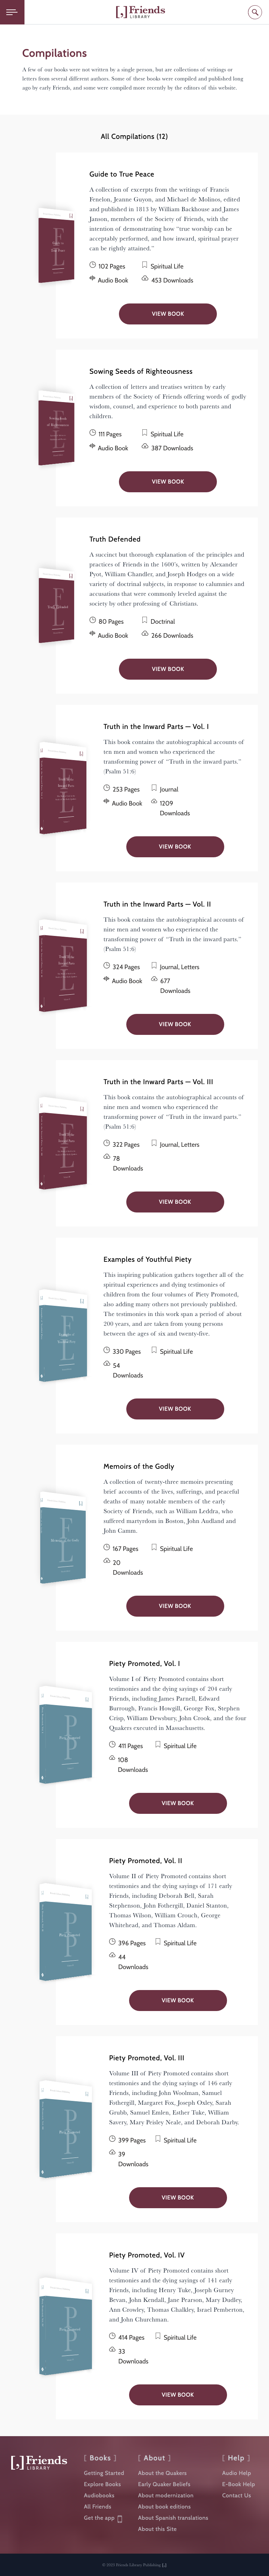 Friends
LIBRARY
Compilations
A few of our books were not written by a single person, but are collections of writings or
letters from several different authors. Some of these books were compiled and published long
ago by early Friends, and some were compiled more recently by the editors of this website.
All Compilations (12)
Guide to True Peace
A collection of excerpts from the writings of Francis
Fenelon, Jeanne Guyon, and Michael de Molinos, edited
and published in 1813 by William Backhouse and James
Janson, members of the Society of Friends, with the
intention of demonstrating how “true worship can be
acceptably performed, and how inward, spiritual prayer
can be rightly attained.”
102 Pages
Spiritual Life
Audio Book
453 Downloads
VIEW BOOK
Sowing Seeds of Righteousness
A collection of letters and treatises written by early
members of the Society of Friends offering words of godly
wisdom, counsel, and experience to both parents and
children.
111 Pages
Spiritual Life
Audio Book
387 Downloads
VIEW BOOK
Truth Defended
A succinct but thorough explanation of the principles and
practices of Friends in the 1600’s, written by Alexander
Pyot, William Chandler, and Joseph Hodges on a wide
variety of doctrinal subjects, in response to calumnies and
accusations that were commonly leveled against the
society by other professing of Christians.
80 Pages
Doctrinal
Audio Book
266 Downloads
VIEW BOOK
Truth in the Inward Parts — Vol. I
This book contains the autobiographical accounts of
ten men and women who experienced the
transforming power of “Truth in the inward parts.”
(Psalm 51:6)
253 Pages
Journal
Audio Book
1209
Downloads
VIEW BOOK
Truth in the Inward Parts — Vol. II
This book contains the autobiographical accounts of
nine men and women who experienced the
transforming power of “Truth in the inward parts.”
(Psalm 51:6)
324 Pages
Journal, Letters
Audio Book
677
Downloads
VIEW BOOK
Truth in the Inward Parts — Vol. III
This book contains the autobiographical accounts of
nine men and women who experienced the
transforming power of “Truth in the inward parts.”
(Psalm 51:6)
322 Pages
Journal, Letters
78
Downloads
VIEW BOOK
Examples of Youthful Piety
This inspiring publication gathers together all of the
spiritual experiences and dying testimonies of
children from the four volumes of Piety Promoted,
also adding many others not previously published.
The testimonies in this work span a period of about
200 years, and are taken from young persons
between the ages of six and twenty-five.
330 Pages
Spiritual Life
54
Downloads
VIEW BOOK
Memoirs of the Godly
A collection of twenty-three memoirs presenting
brief accounts of the lives, sufferings, and peaceful
deaths of many notable members of the early
Society of Friends, such as William Leddra, who
suffered martyrdom in Boston, John Audland and
John Camm.
167 Pages
Spiritual Life
20
Downloads
VIEW BOOK
Piety Promoted, Vol. I
Volume I of Piety Promoted contains short
testimonies and the dying sayings of 204 early
Friends, including James Parnell, Edward
Burrough, Francis Howgill, George Fox, Stephen
Crisp, William Dewsbury, John Crook, and the four
Quakers executed in Massachusetts.
411 Pages
Spiritual Life
108
Downloads
VIEW BOOK
Piety Promoted, Vol. II
Volume II of Piety Promoted contains short
testimonies and the dying sayings of 171 early
Friends, including Deborah Bell, Sarah
Stephenson, John Fothergill, Daniel Stanton,
Thomas Wilson, William Crouch, George
Whitehead, and Thomas Aldam.
396 Pages
Spiritual Life
44
Downloads
VIEW BOOK
Piety Promoted, Vol. III
Volume III of Piety Promoted contains short
testimonies and the dying sayings of 146 early
Friends, including John Woolman, Samuel
Fothergill, Margaret Fox, Joseph Oxley, Sarah
Grubb, Samuel Emlen, Esther Tuke, William
Savery, Mary Peisley Neale, and Deborah Darby.
399 Pages
Spiritual Life
39
Downloads
VIEW BOOK
Piety Promoted, Vol. IV
Volume IV of Piety Promoted contains short
testimonies and the dying sayings of 141 early
Friends, including Henry Tuke, Joseph Gurney
Bevan, John Kendall, Jane Pearson, Mary Dudley,
Ann Crowley, Thomas Chalkley, Israel Pemberton,
and John Churchman.
414 Pages
Spiritual Life
33
Downloads
VIEW BOOK
Friends
LIBRARY
[ Books ]
Getting Started
Explore Books
Audiobooks
All Friends
Get the app
[ About ]
About the Quakers
Early Quaker Beliefs
About modernization
About book editions
About Spanish translations
About this Site
[ Help ]
Audio Help
E-Book Help
Contact Us
Friends Library Publishing